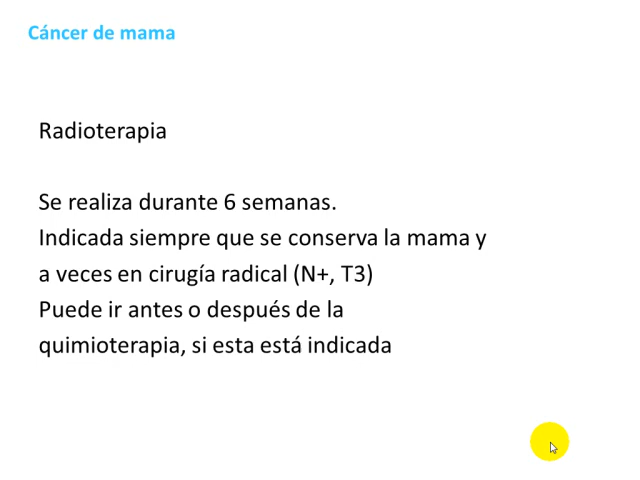 Cáncer de mama
Radioterapia
Se realiza durante 6 semanas.
Indicada siempre que se conserva la mama y
a veces en cirugía radical (N+, T3)
Puede ir antes o después de la
quimioterapia, si esta está indicada